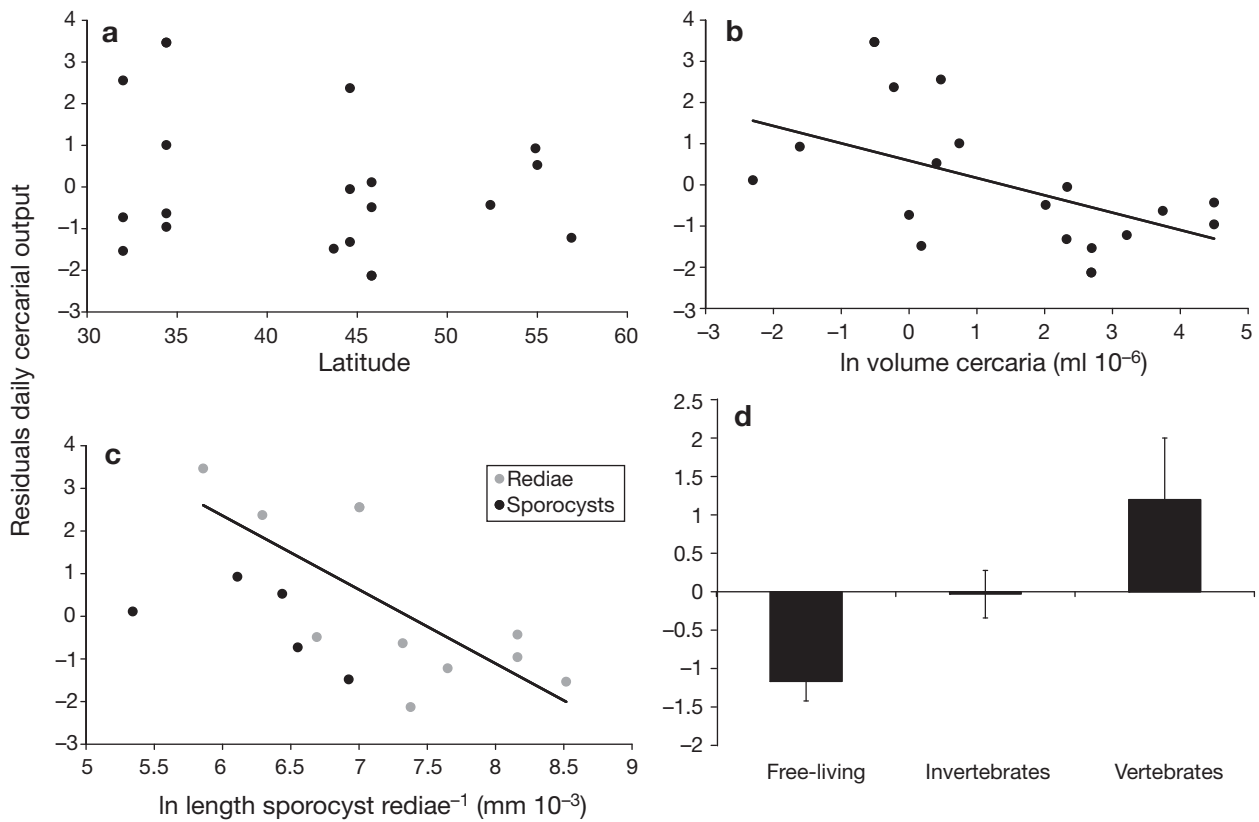 Residuals daily cercarial output
a
4
3
2
1
0
–1
–2
–3
30 35 40 45 50 55 60
Latitude
b
4
3
2
1
0
–1
–2
–3
–3 –2 –1 0 1 2 3 4 5
ln volume cercaria (ml 10⁻⁶)
c
4
3
2
1
0
–1
–2
–3
5 5.5 6 6.5 7 7.5 8 8.5 9
ln length sporocyst rediae⁻¹ (mm 10⁻³)
Rediae
Sporocysts
d
2.5
2
1.5
1
0.5
0
–0.5
–1
–1.5
–2
Free-living Invertebrates Vertebrates